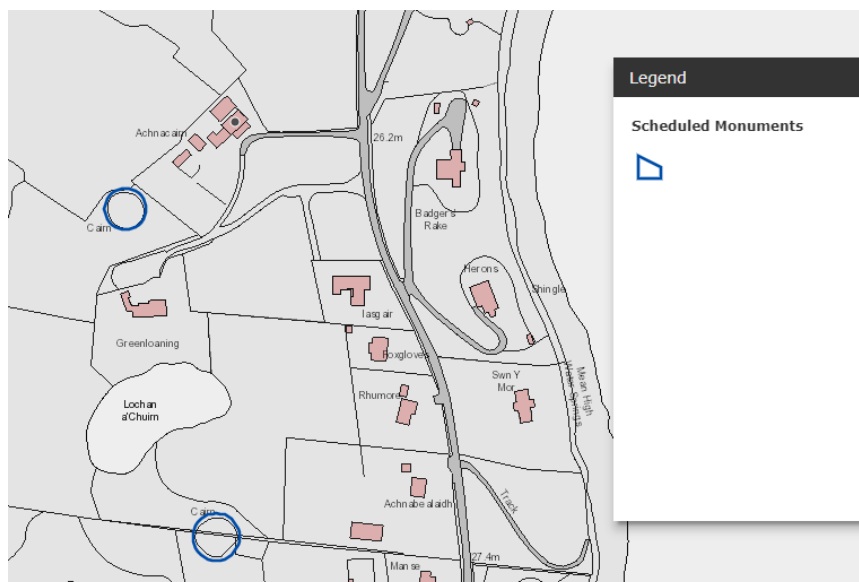 Legend
Scheduled Monuments
Achnacairn
26.2m
Cairn
Badger's
Rake
Herons
Shingle
Iasgair
Greenloaning
Foxgloves
Mean High
Water Springs
Swn Y
Mor
Rhumore
Lochan
a'Chuirn
Achnabealaidh
Track
Cairn
27.4m
Manse